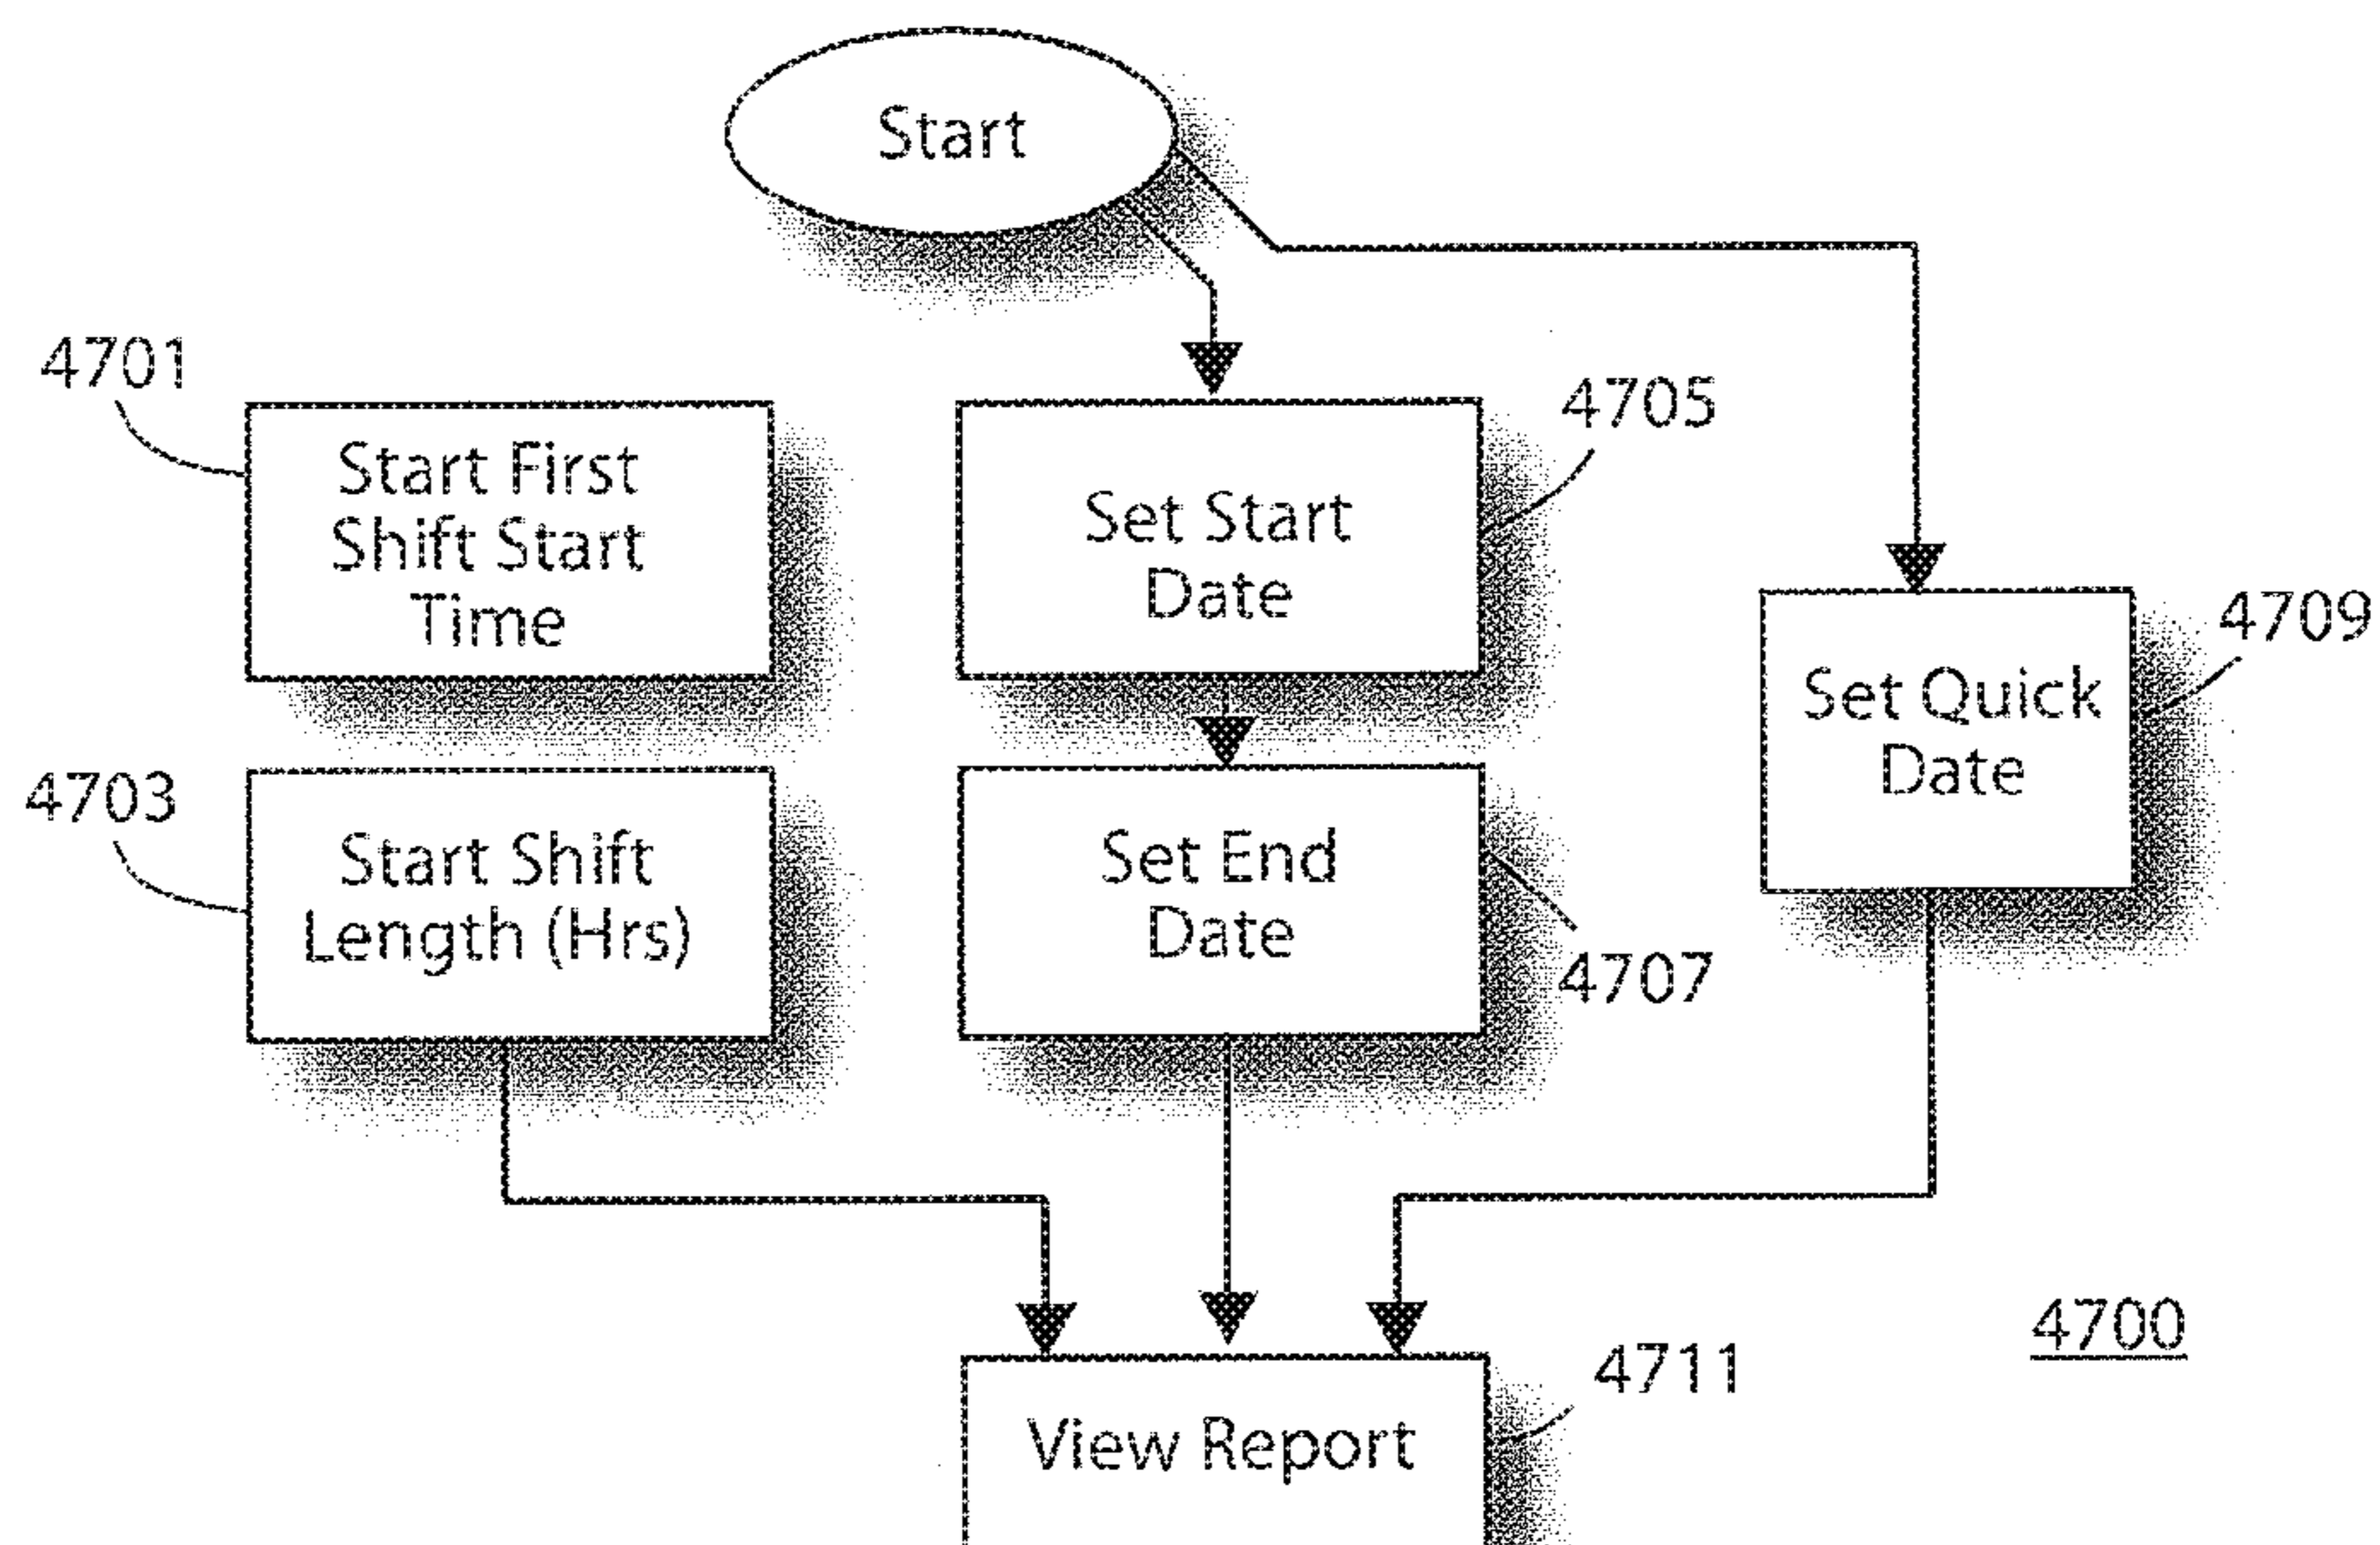 Start
4701
Start First
Shift Start
Time
4705
Set Start
Date
4709
Set Quick
Date
4703
Start Shift
Length (Hrs)
Set End
Date
4707
4700
4711
View Report